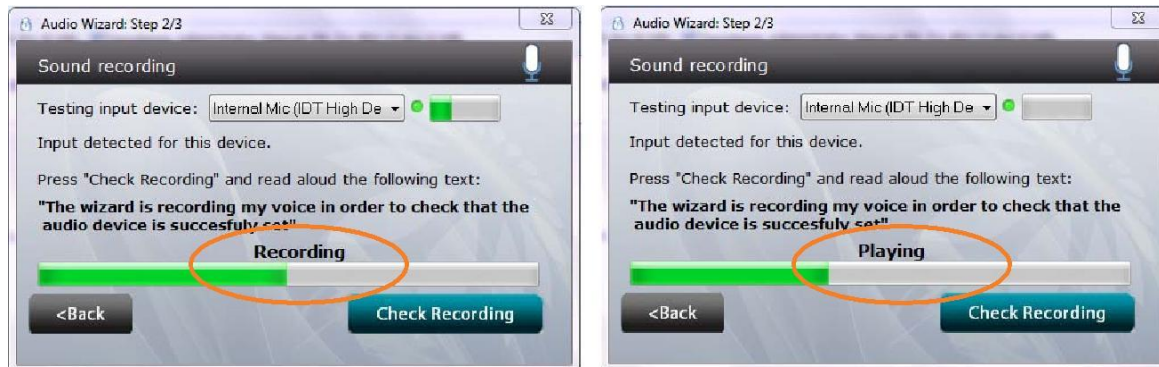 Audio Wizard: Step 2/3
Sound recording
Testing input device: Internal Mic (IDT High De
Input detected for this device.
Press "Check Recording" and read aloud the following text:
"The wizard is recording my voice in order to check that the
audio device is succesfuly set"
Recording
<Back
Check Recording
Audio Wizard: Step 2/3
Sound recording
Testing input device: Internal Mic (IDT High De
Input detected for this device.
Press "Check Recording" and read aloud the following text:
"The wizard is recording my voice in order to check that the
audio device is succesfuly set"
Playing
<Back
Check Recording